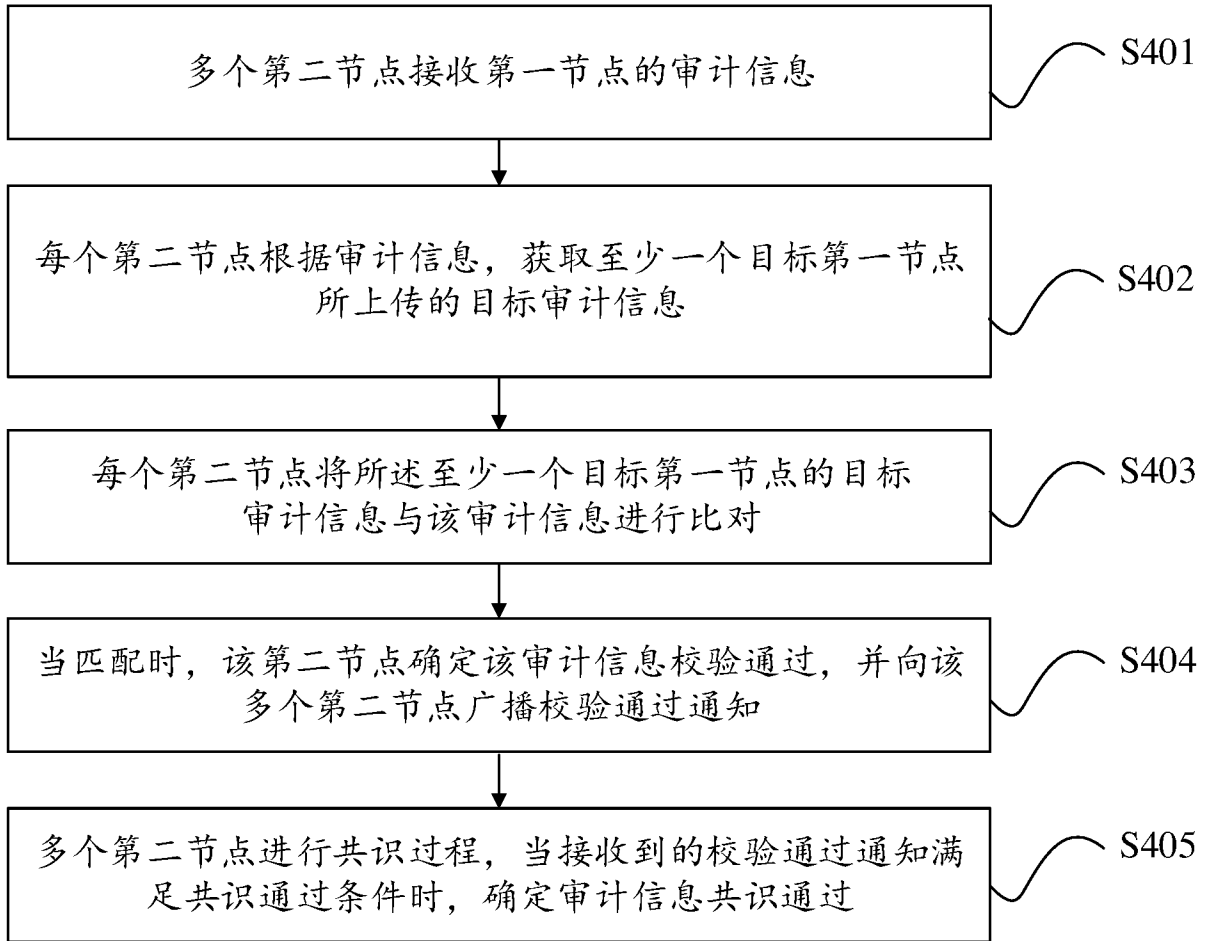 多个第二节点接收第一节点的审计信息
S401
每个第二节点根据审计信息，获取至少一个目标第一节点
所上传的目标审计信息
S402
每个第二节点将所述至少一个目标第一节点的目标
审计信息与该审计信息进行比对
S403
当匹配时，该第二节点确定该审计信息校验通过，并向该
多个第二节点广播校验通过通知
S404
多个第二节点进行共识过程，当接收到的校验通过通知满
足共识通过条件时，确定审计信息共识通过
S405